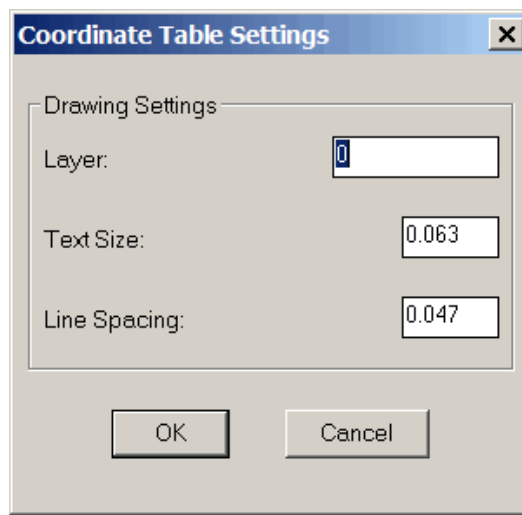 Coordinate Table Settings
Drawing Settings
Layer: 0
Text Size: 0.063
Line Spacing: 0.047
OK Cancel